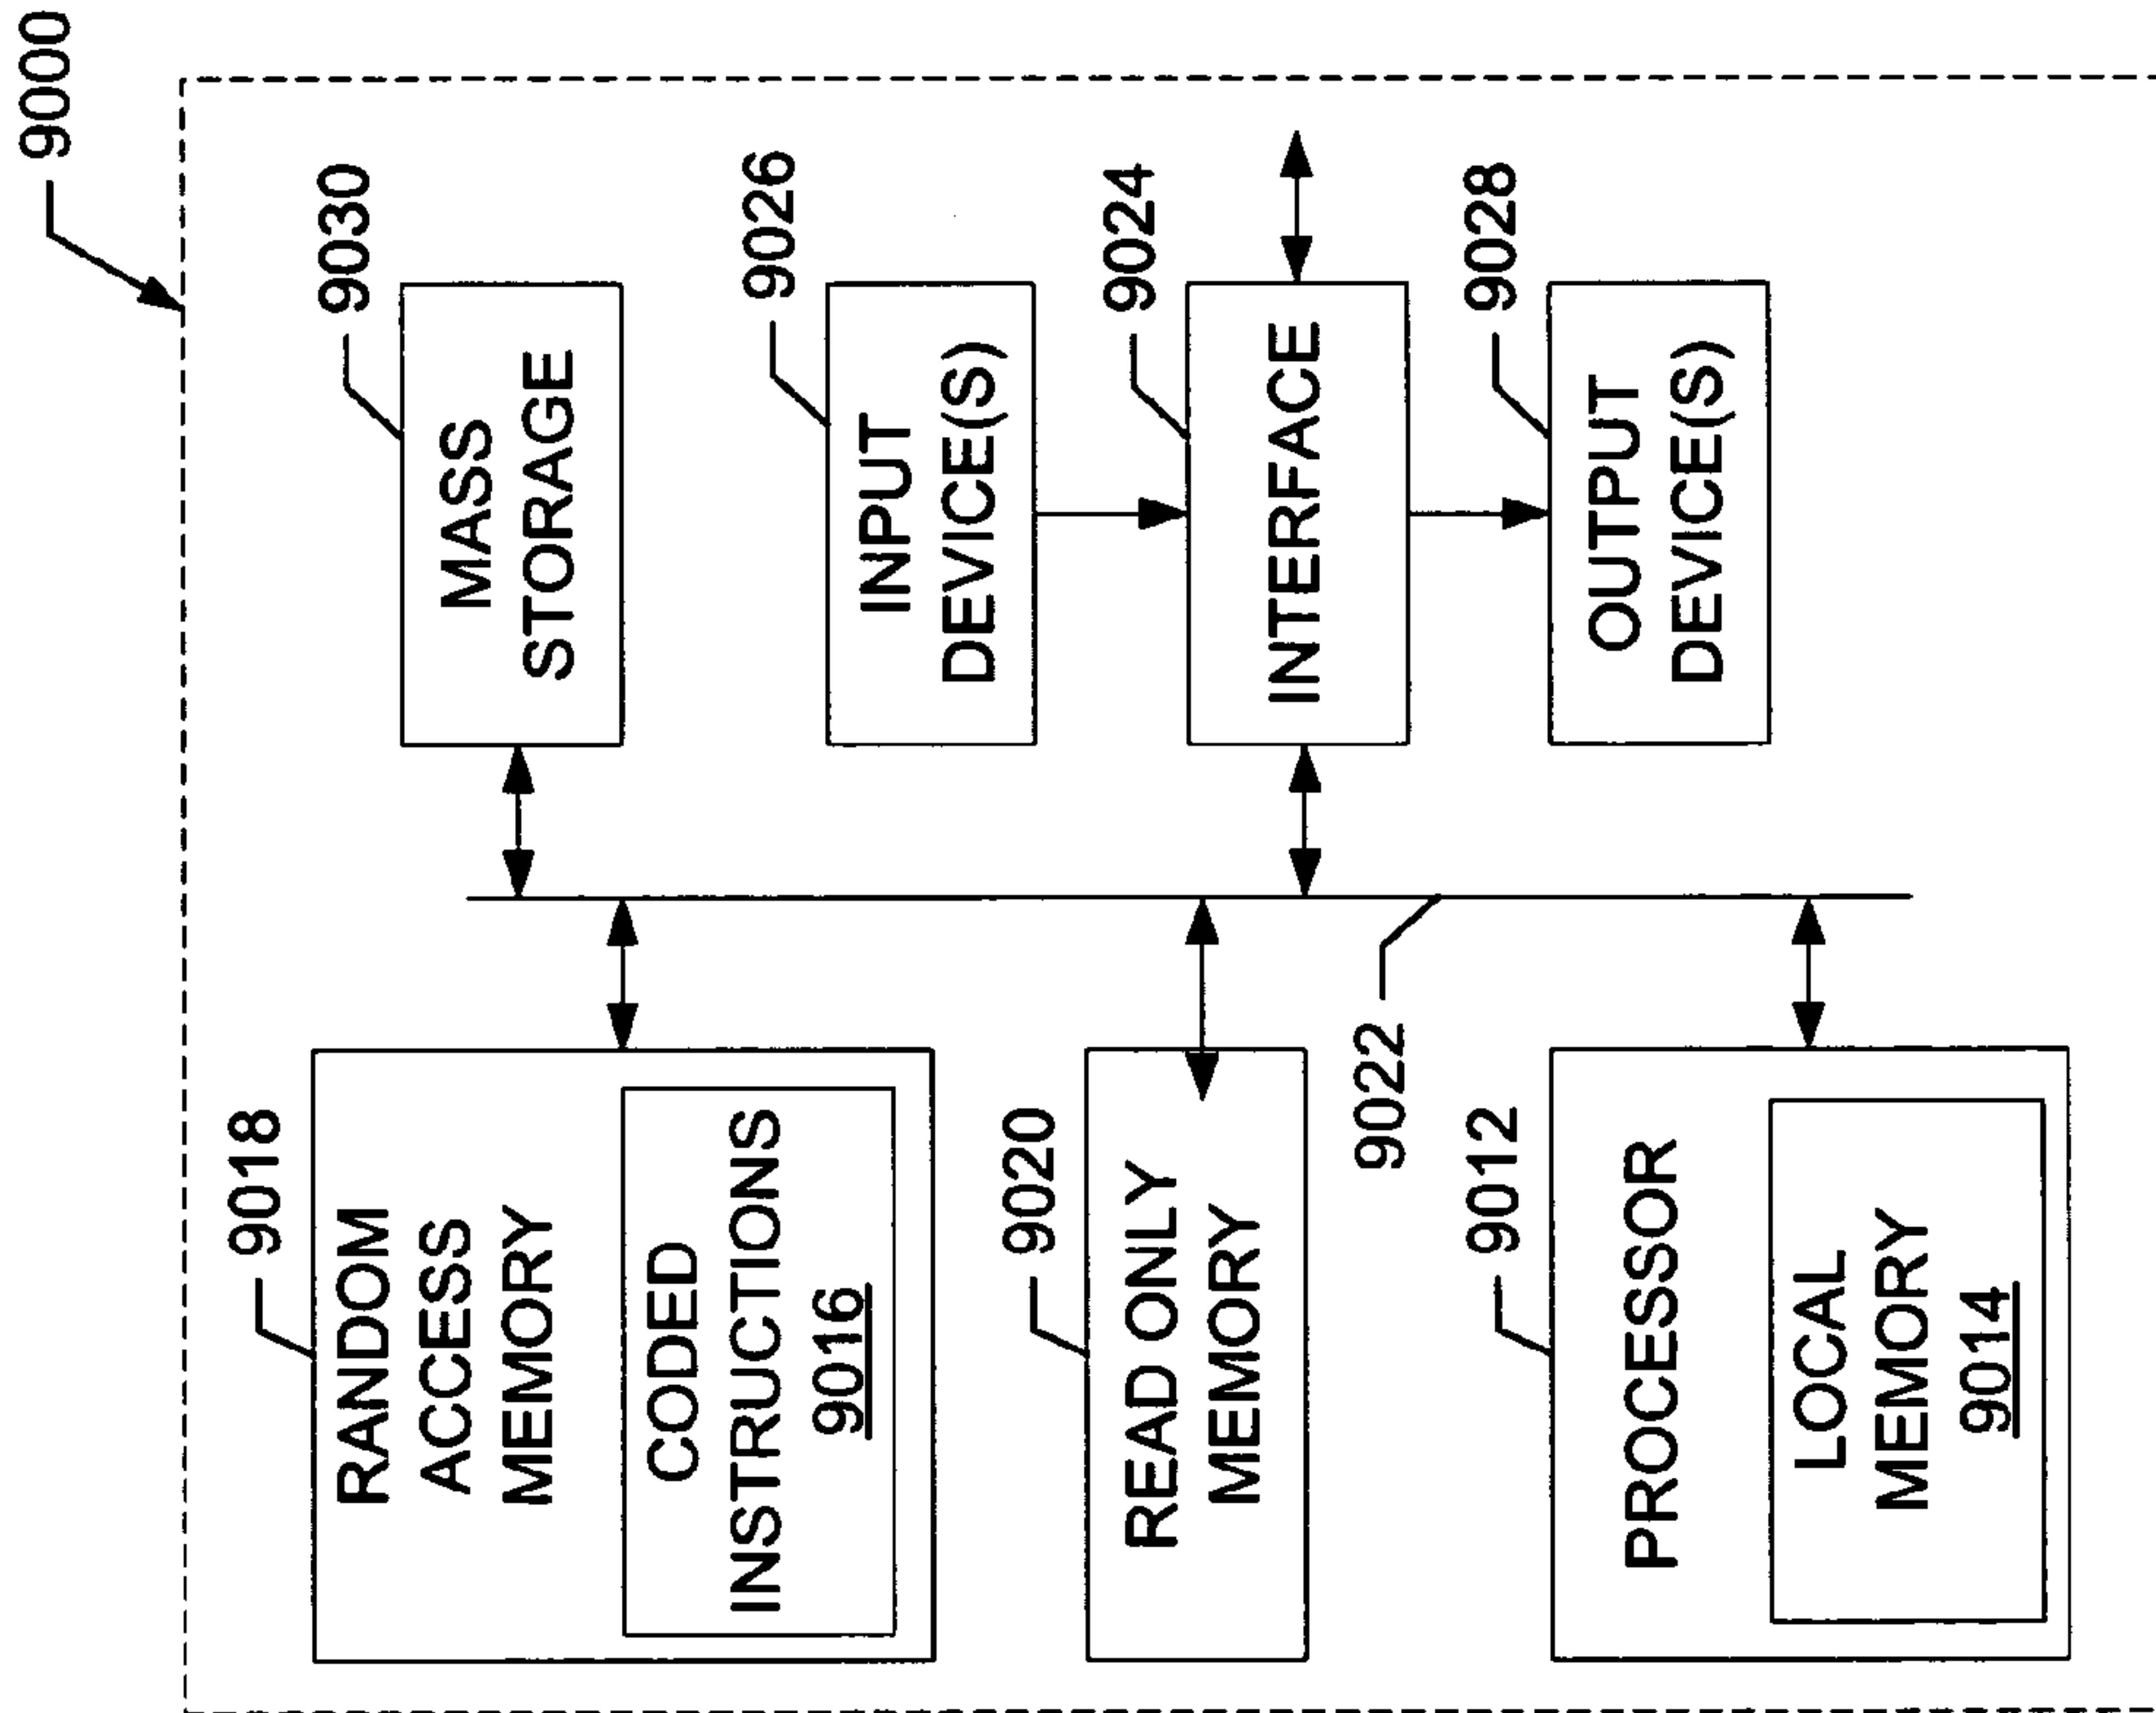 9000
9018
RANDOM
ACCESS
MEMORY
CODED
INSTRUCTIONS
9016
9020
READ ONLY
MEMORY
9022
9012
PROCESSOR
LOCAL
MEMORY
9014
9030
MASS
STORAGE
9026
INPUT
DEVICE(S)
9024
INTERFACE
9028
OUTPUT
DEVICE(S)